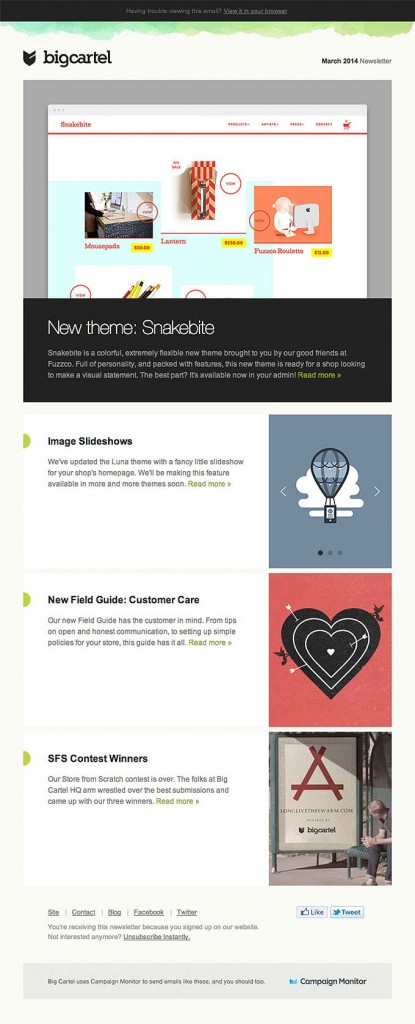 Having trouble viewing this email? View it in your browser
bigcartel
March 2014 Newsletter
Snakebite
PRODUCTS
ARTISTS
PAGES
CONTACT
ON
SALE
VIEW
VIEW
VIEW
Mousepads
$50.00
Lantern
$250.00
Fuzzco Roulette
$12.00
New theme: Snakebite
Snakebite is a colorful, extremely flexible new theme brought to you by our good friends at
Fuzzco. Full of personality, and packed with features, this new theme is ready for a shop looking
to make a visual statement. The best part? It's available now in your admin! Read more »
Image Slideshows
We've updated the Luna theme with a fancy little slideshow
for your shop's homepage. We'll be making this feature
available in more and more themes soon. Read more »
New Field Guide: Customer Care
Our new Field Guide has the customer in mind. From tips
on open and honest communication, to setting up simple
policies for your store, this guide has it all. Read more »
SFS Contest Winners
Our Store from Scratch contest is over. The folks at Big
Cartel HQ arm wrestled over the best submissions and
came up with our three winners. Read more »
LONGLIVETHESWARM.COM
POWERED BY
bigcartel
Site | Contact | Blog | Facebook | Twitter
Like
Tweet
You're receiving this newsletter because you signed up on our website.
Not interested anymore? Unsubscribe Instantly.
Big Cartel uses Campaign Monitor to send emails like these, and you should too.
Campaign Monitor